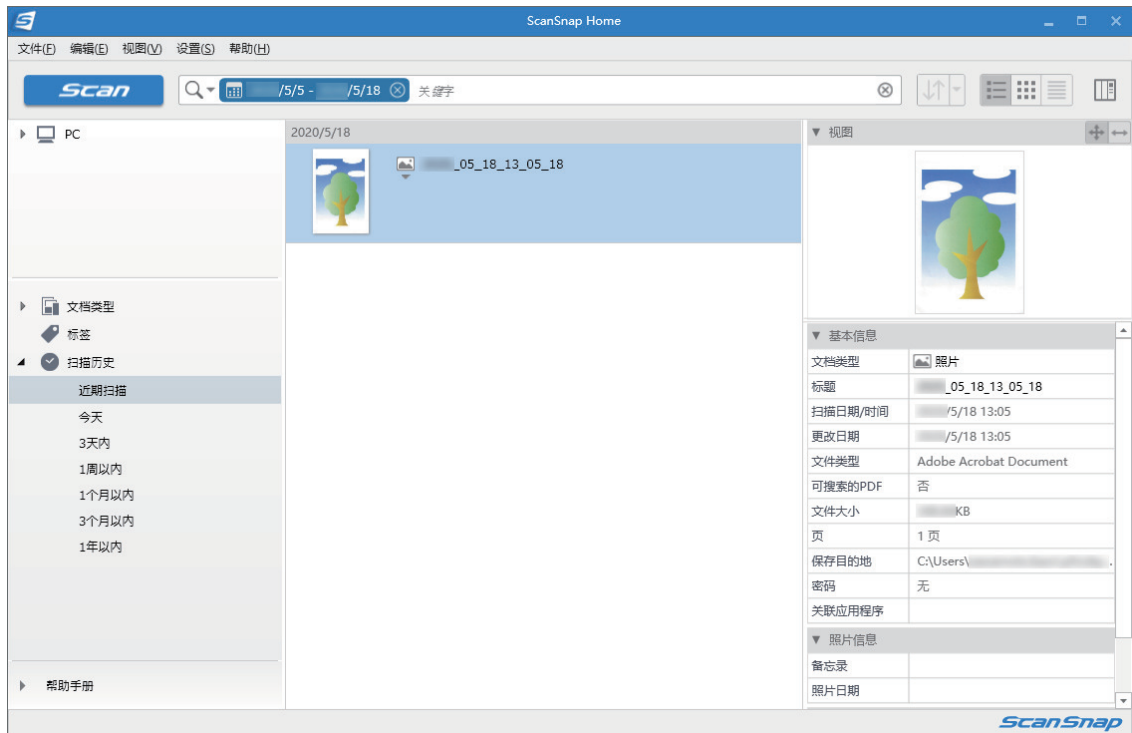 ScanSnap Home
文件(F) 编辑(E) 视图(V) 设置(S) 帮助(H)
Scan
/5/5 - /5/18 关键字
PC
文档类型
标签
扫描历史
近期扫描
今天
3天内
1周以内
1个月以内
3个月以内
1年以内
帮助手册
2020/5/18
_05_18_13_05_18
视图
基本信息
文档类型 照片
标题 _05_18_13_05_18
扫描日期/时间 /5/18 13:05
更改日期 /5/18 13:05
文件类型 Adobe Acrobat Document
可搜索的PDF 否
文件大小 KB
页 1 页
保存目的地 C:\Users\
密码 无
关联应用程序
照片信息
备忘录
照片日期
ScanSnap